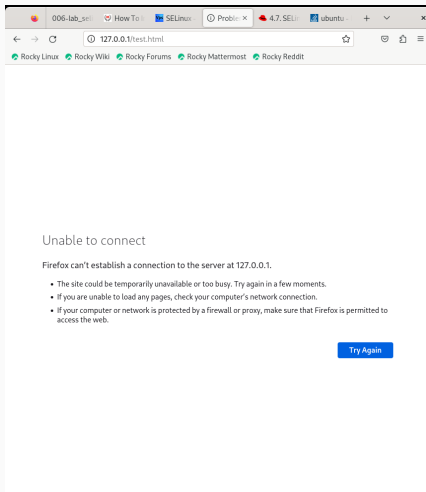 006-lab_sel
How To I
SELinux
Problem
4.7. SELin
ubuntu -
127.0.0.1/test.html
Rocky Linux Rocky Wiki Rocky Forums Rocky Mattermost Rocky Reddit
Unable to connect
Firefox can't establish a connection to the server at 127.0.0.1.
• The site could be temporarily unavailable or too busy. Try again in a few moments.
• If you are unable to load any pages, check your computer's network connection.
• If your computer or network is protected by a firewall or proxy, make sure that Firefox is permitted to
access the web.
Try Again